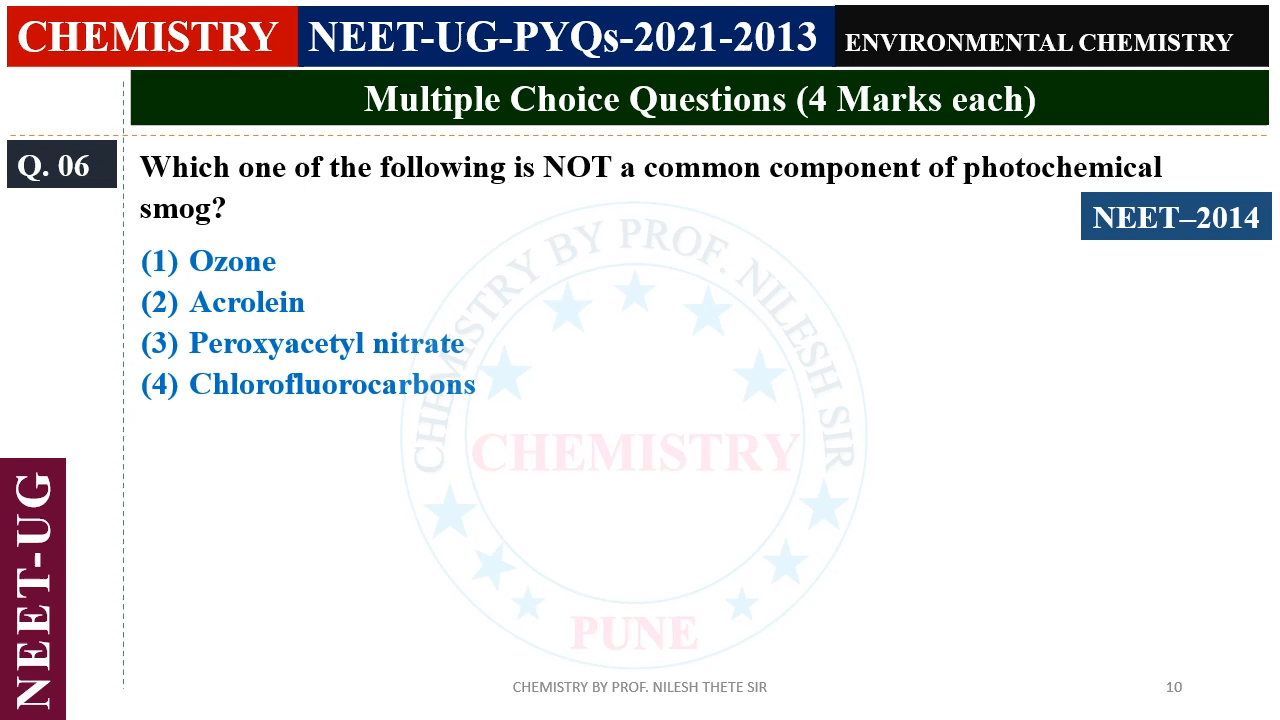 CHEMISTRY NEET-UG-PYQs-2021-2013 ENVIRONMENTAL CHEMISTRY
Multiple Choice Questions (4 Marks each)
Q. 06
Which one of the following is NOT a common component of photochemical
smog?
NEET–2014
(1) Ozone
(2) Acrolein
(3) Peroxyacetyl nitrate
(4) Chlorofluorocarbons
CHEMISTRY BY PROF. NILESH SIR
CHEMISTRY
PUNE
NEET-UG
CHEMISTRY BY PROF. NILESH THETE SIR
10